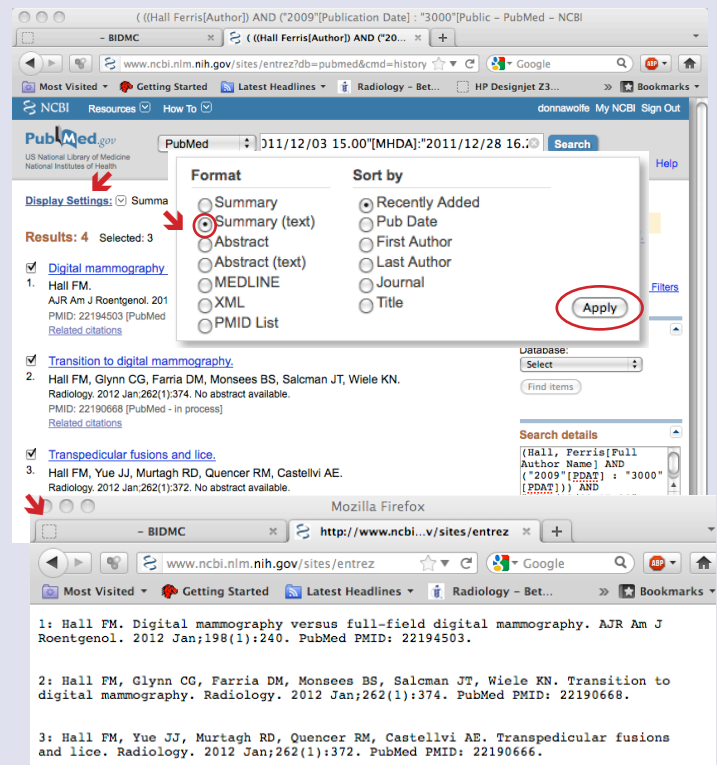 ( ((Hall Ferris[Author]) AND ("2009"[Publication Date] : "3000"[Public – PubMed – NCBI
– BIDMC × ( ((Hall Ferris[Author]) AND ("20... × +
www.ncbi.nlm.nih.gov/sites/entrez?db=pubmed&cmd=history Google ABP
Most Visited Getting Started Latest Headlines Radiology – Bet... HP Designjet Z3... » Bookmarks
NCBI Resources How To donnawolfe My NCBI Sign Out
PubMed.gov
US National Library of Medicine
National Institutes of Health
PubMed 011/12/03 15.00"[MHDA]:"2011/12/28 16.2 Search
Help
Format Sort by
Summary Recently Added
Summary (text) Pub Date
Abstract First Author
Abstract (text) Last Author
MEDLINE Journal
XML Title
PMID List
Apply
Display Settings: Summa
Results: 4 Selected: 3
Filters
Digital mammography
1. Hall FM.
AJR Am J Roentgenol. 201
PMID: 22194503 [PubMed
Related citations
Transition to digital mammography.
2. Hall FM, Glynn CG, Farria DM, Monsees BS, Salcman JT, Wiele KN.
Radiology. 2012 Jan;262(1):374. No abstract available.
PMID: 22190668 [PubMed - in process]
Related citations
Transpedicular fusions and lice.
3. Hall FM, Yue JJ, Murtagh RD, Quencer RM, Castellvi AE.
Radiology. 2012 Jan;262(1):372. No abstract available.
Database:
Select
Find items
Search details
(Hall, Ferris[Full
Author Name] AND
("2009"[PDAT] : "3000"
[PDAT])) AND
Mozilla Firefox
– BIDMC × http://www.ncbi...v/sites/entrez × +
www.ncbi.nlm.nih.gov/sites/entrez Google ABP
Most Visited Getting Started Latest Headlines Radiology – Bet... » Bookmarks
1: Hall FM. Digital mammography versus full-field digital mammography. AJR Am J
Roentgenol. 2012 Jan;198(1):240. PubMed PMID: 22194503.
2: Hall FM, Glynn CG, Farria DM, Monsees BS, Salcman JT, Wiele KN. Transition to
digital mammography. Radiology. 2012 Jan;262(1):374. PubMed PMID: 22190668.
3: Hall FM, Yue JJ, Murtagh RD, Quencer RM, Castellvi AE. Transpedicular fusions
and lice. Radiology. 2012 Jan;262(1):372. PubMed PMID: 22190666.